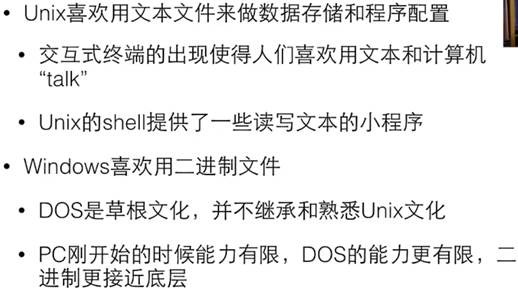 • Unix喜欢用文本文件来做数据存储和程序配置
• 交互式终端的出现使得人们喜欢用文本和计算机
“talk”
• Unix的shell提供了一些读写文本的小程序
• Windows喜欢用二进制文件
• DOS是草根文化，并不继承和熟悉Unix文化
• PC刚开始的时候能力有限，DOS的能力更有限，二
进制更接近底层